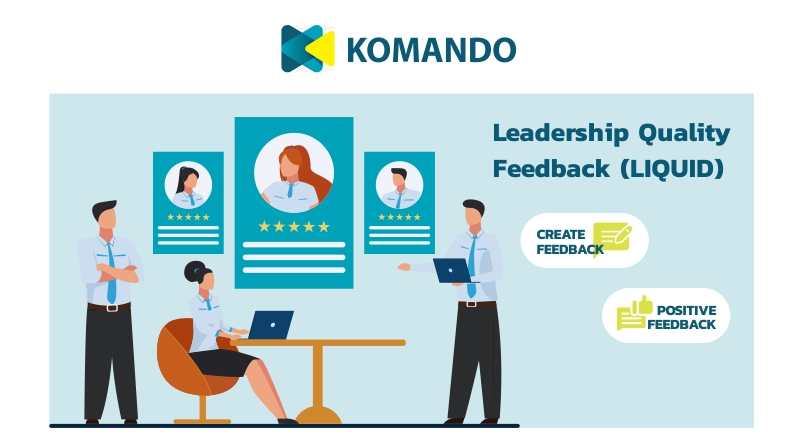 KOMANDO
Leadership Quality
Feedback (LIQUID)
CREATE
FEEDBACK
POSITIVE
FEEDBACK